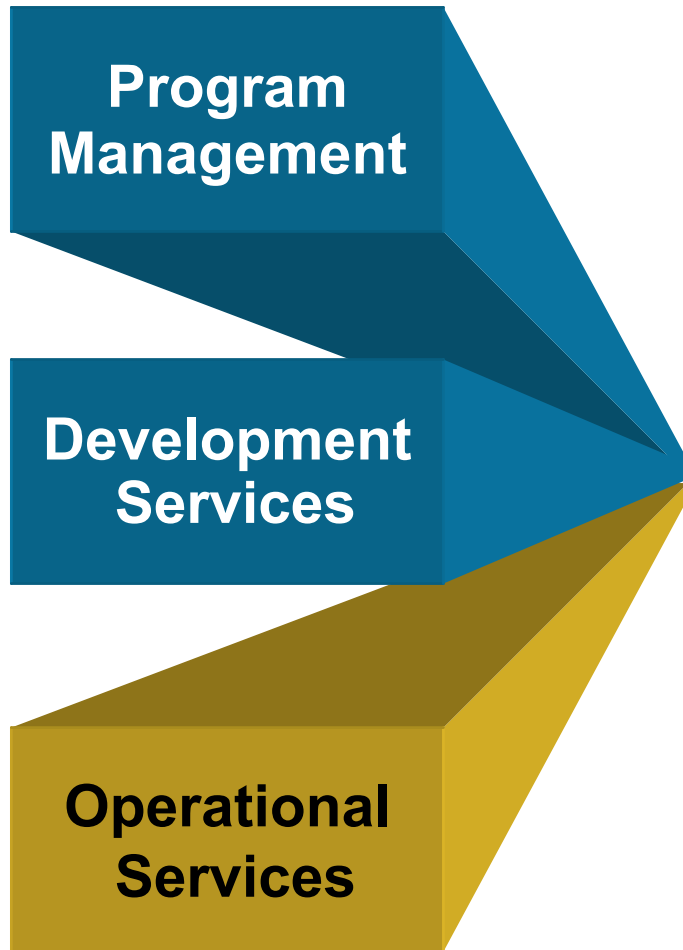 Program
Management
Development
Services
Operational
Services